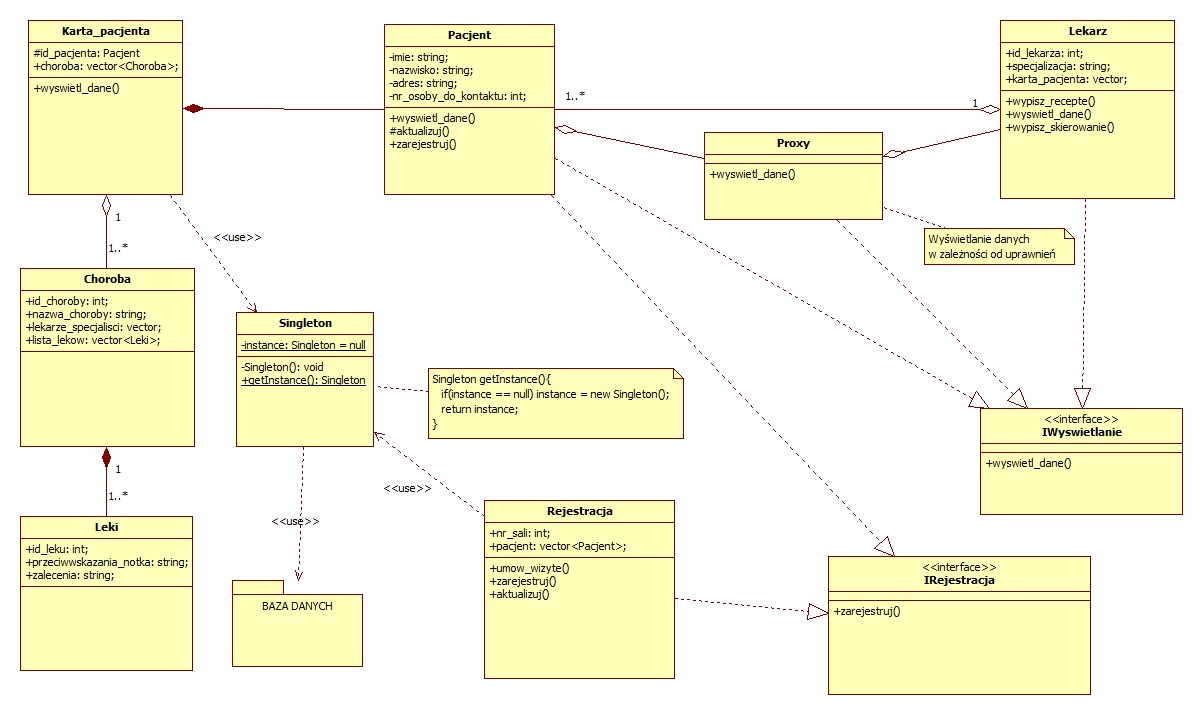 Karta_pacjenta
#id_pacjenta: Pacjent
+choroba: vector<Choroba>;
+wyswietl_dane()
Pacjent
-imie: string;
-nazwisko: string;
-adres: string;
-nr_osoby_do_kontaktu: int;
+wyswietl_dane()
#aktualizuj()
+zarejestruj()
1..*
1
Lekarz
+id_lekarza: int;
+specjalizacja: string;
+karta_pacjenta: vector;
+wypisz_recepte()
+wyswietl_dane()
+wypisz_skierowanie()
Proxy
+wyswietl_dane()
Wyświetlanie danych
w zależności od uprawnień
1
1..*
<<use>>
Choroba
+id_choroby: int;
+nazwa_choroby: string;
+lekarze_specjalisci: vector;
+lista_lekow: vector<Leki>;
Singleton
-instance: Singleton = null
-Singleton(): void
+getInstance(): Singleton
Singleton getInstance(){
if(instance == null) instance = new Singleton();
return instance;
}
<<interface>>
IWyswietlanie
+wyswietl_dane()
1
1..*
<<use>>
<<use>>
Leki
+id_leku: int;
+przeciwwskazania_notka: string;
+zalecenia: string;
BAZA DANYCH
Rejestracja
+nr_sali: int;
+pacjent: vector<Pacjent>;
+umow_wizyte()
+zarejestruj()
+aktualizuj()
<<interface>>
IRejestracja
+zarejestruj()